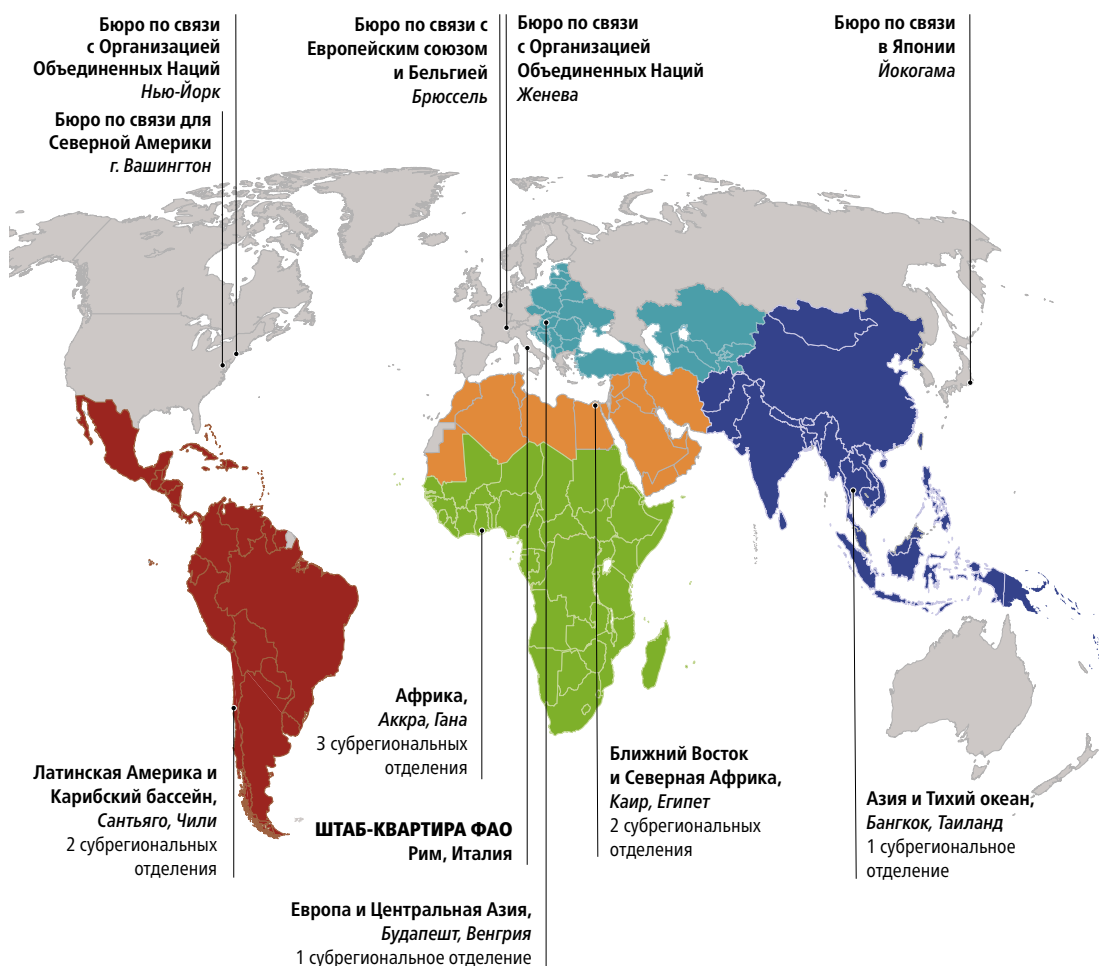 Бюро по связи
с Организацией
Объединенных Наций
Нью-Йорк
Бюро по связи для
Северной Америки
г. Вашингтон
Бюро по связи с
Европейским союзом
и Бельгией
Брюссель
Бюро по связи
с Организацией
Объединенных Наций
Женева
Бюро по связи
в Японии
Йокогама
Латинская Америка и
Карибский бассейн,
Сантьяго, Чили
2 субрегиональных
отделения
Африка,
Аккра, Гана
3 субрегиональных
отделения
ШТАБ-КВАРТИРА ФАО
Рим, Италия
Европа и Центральная Азия,
Будапешт, Венгрия
1 субрегиональное отделение
Ближний Восток
и Северная Африка,
Каир, Египет
2 субрегиональных
отделения
Азия и Тихий океан,
Бангкок, Таиланд
1 субрегиональное
отделение